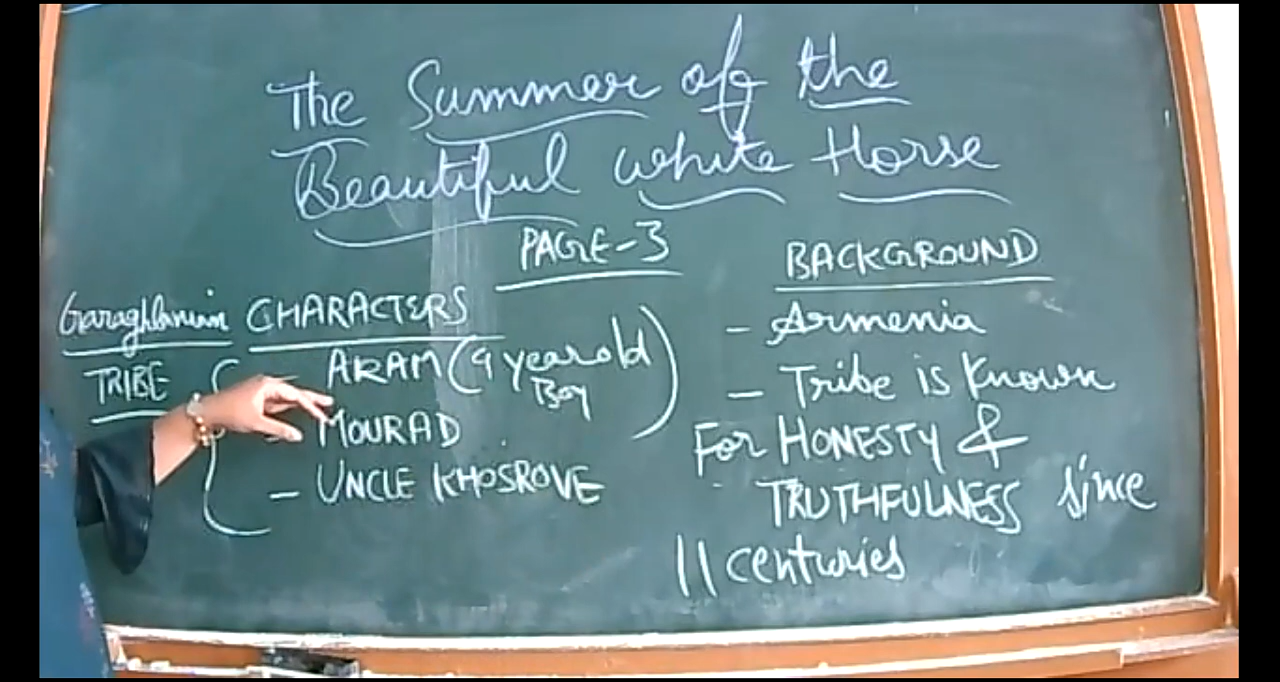 The Summer of the
Beautiful white Horse
PAGE-3
Garaghlanian CHARACTERS
TRIBE
- ARAM (9 year old
Boy)
- MOURAD
- UNCLE KHOSROVE
BACKGROUND
- Armenia
- Tribe is Known
For HONESTY &
TRUTHFULNESS since
11 centuries